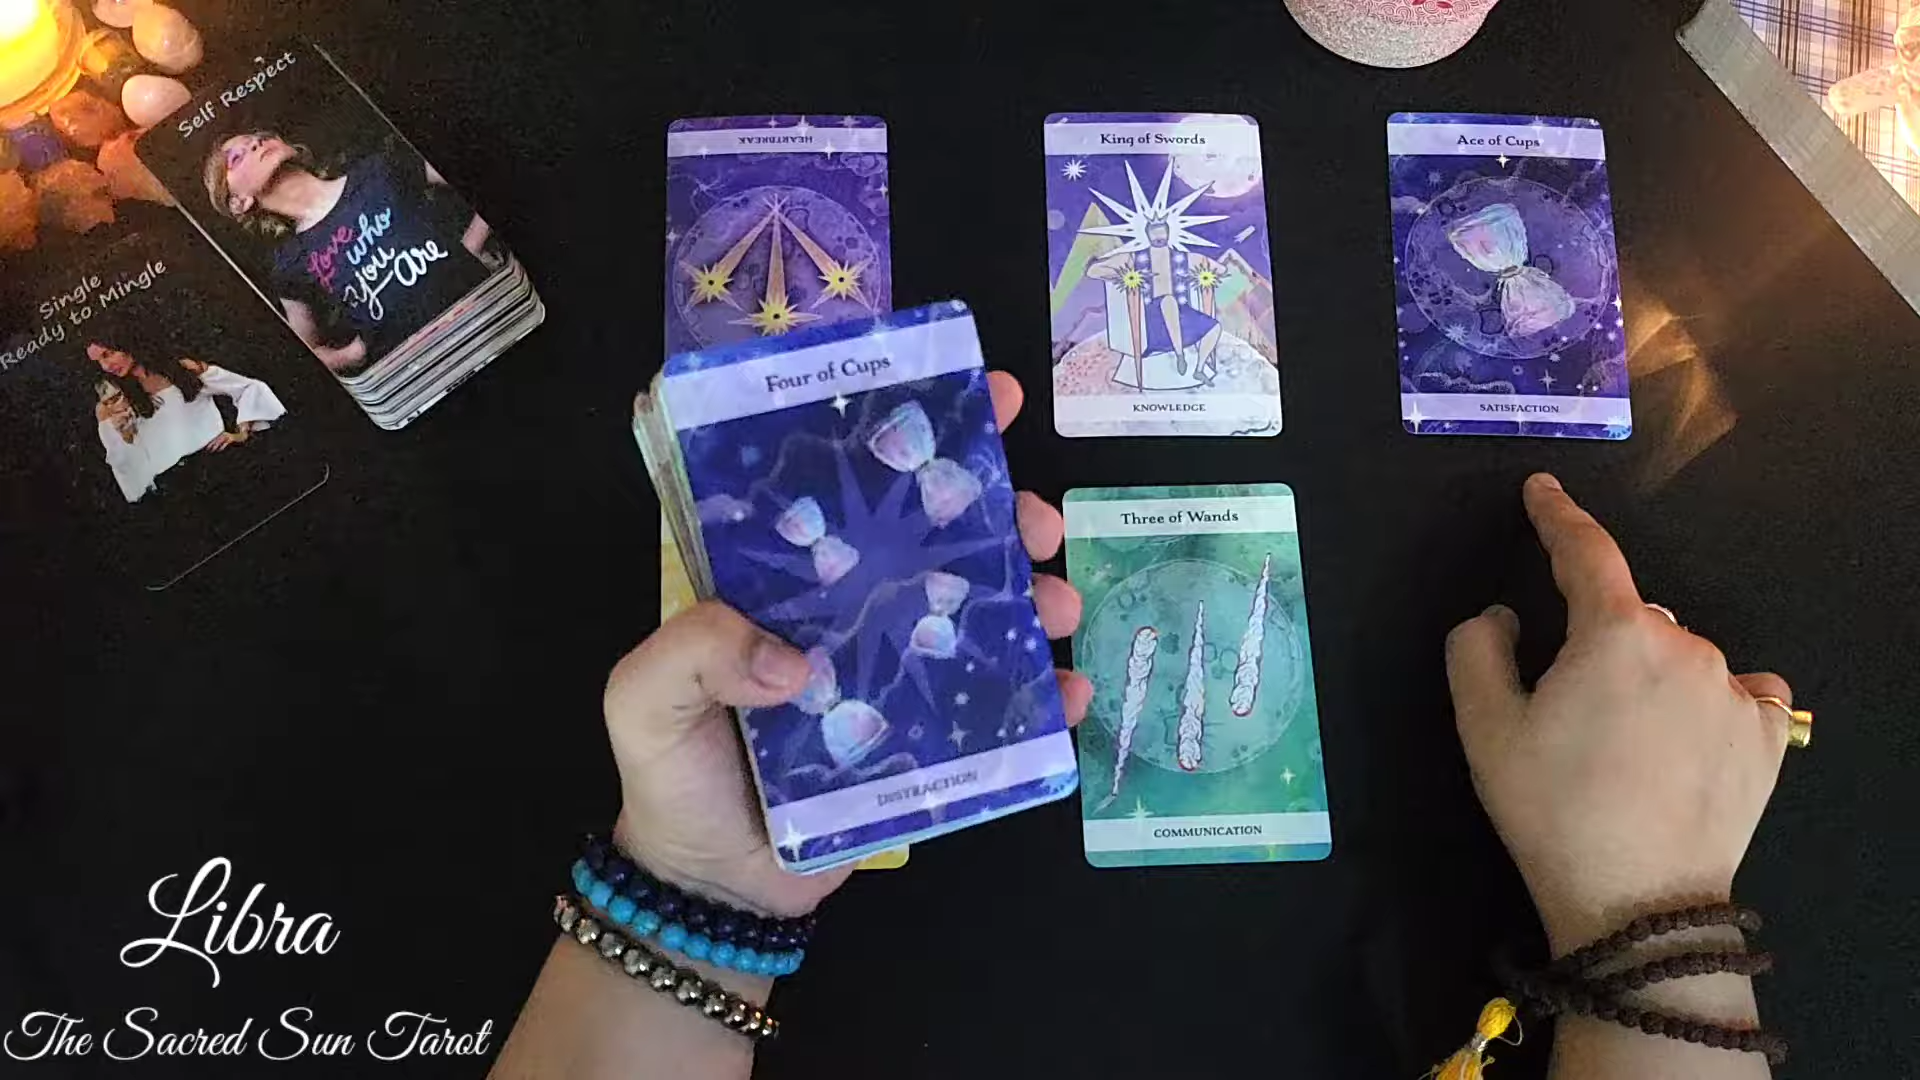 Self Respect
love
who
you
Are
Single
Ready to Mingle
HEARTBREAK
King of Swords
KNOWLEDGE
Ace of Cups
SATISFACTION
Four of Cups
DISTRACTION
Three of Wands
COMMUNICATION
Libra
The Sacred Sun Tarot